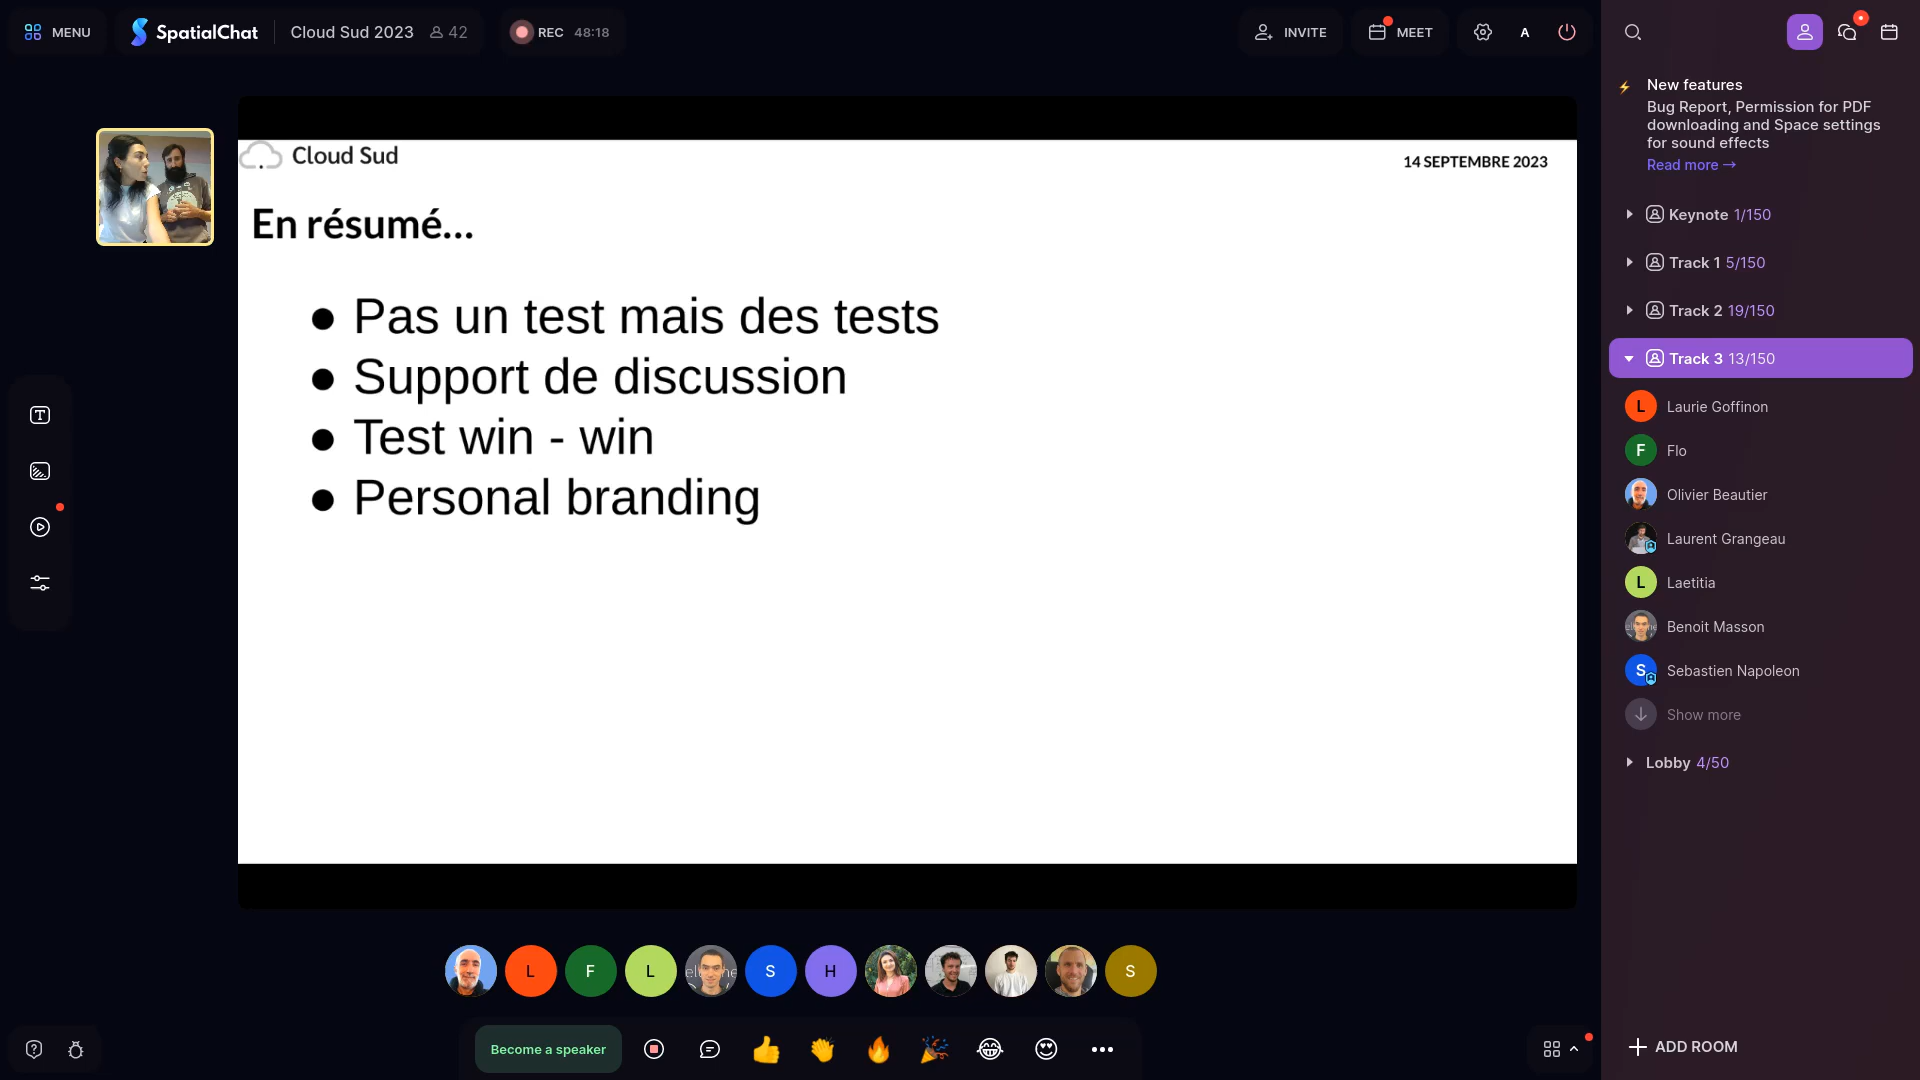 MENU
SpatialChat
Cloud Sud 2023
42
REC 48:18
INVITE
MEET
A
New features
Bug Report, Permission for PDF
downloading and Space settings
for sound effects
Read more →
Cloud Sud
14 SEPTEMBRE 2023
En résumé...
● Pas un test mais des tests
● Support de discussion
● Test win - win
● Personal branding
Keynote 1/150
Track 1 5/150
Track 2 19/150
Track 3 13/150
L Laurie Goffinon
F Flo
Olivier Beautier
Laurent Grangeau
L Laetitia
Benoit Masson
S Sebastien Napoleon
Show more
Lobby 4/50
L F L S H S
Become a speaker
ADD ROOM